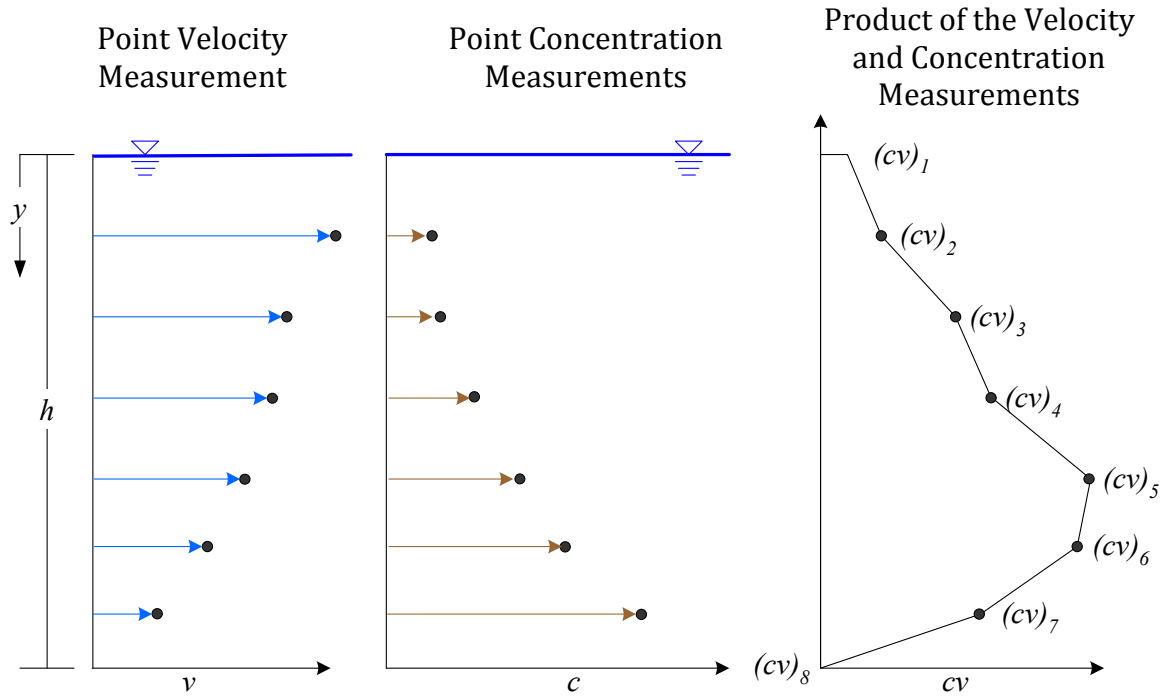 Point Velocity
Measurement
Point Concentration
Measurements
Product of the Velocity
and Concentration
Measurements
y
h
v
c
(cv)1
(cv)2
(cv)3
(cv)4
(cv)5
(cv)6
(cv)7
(cv)8
cv